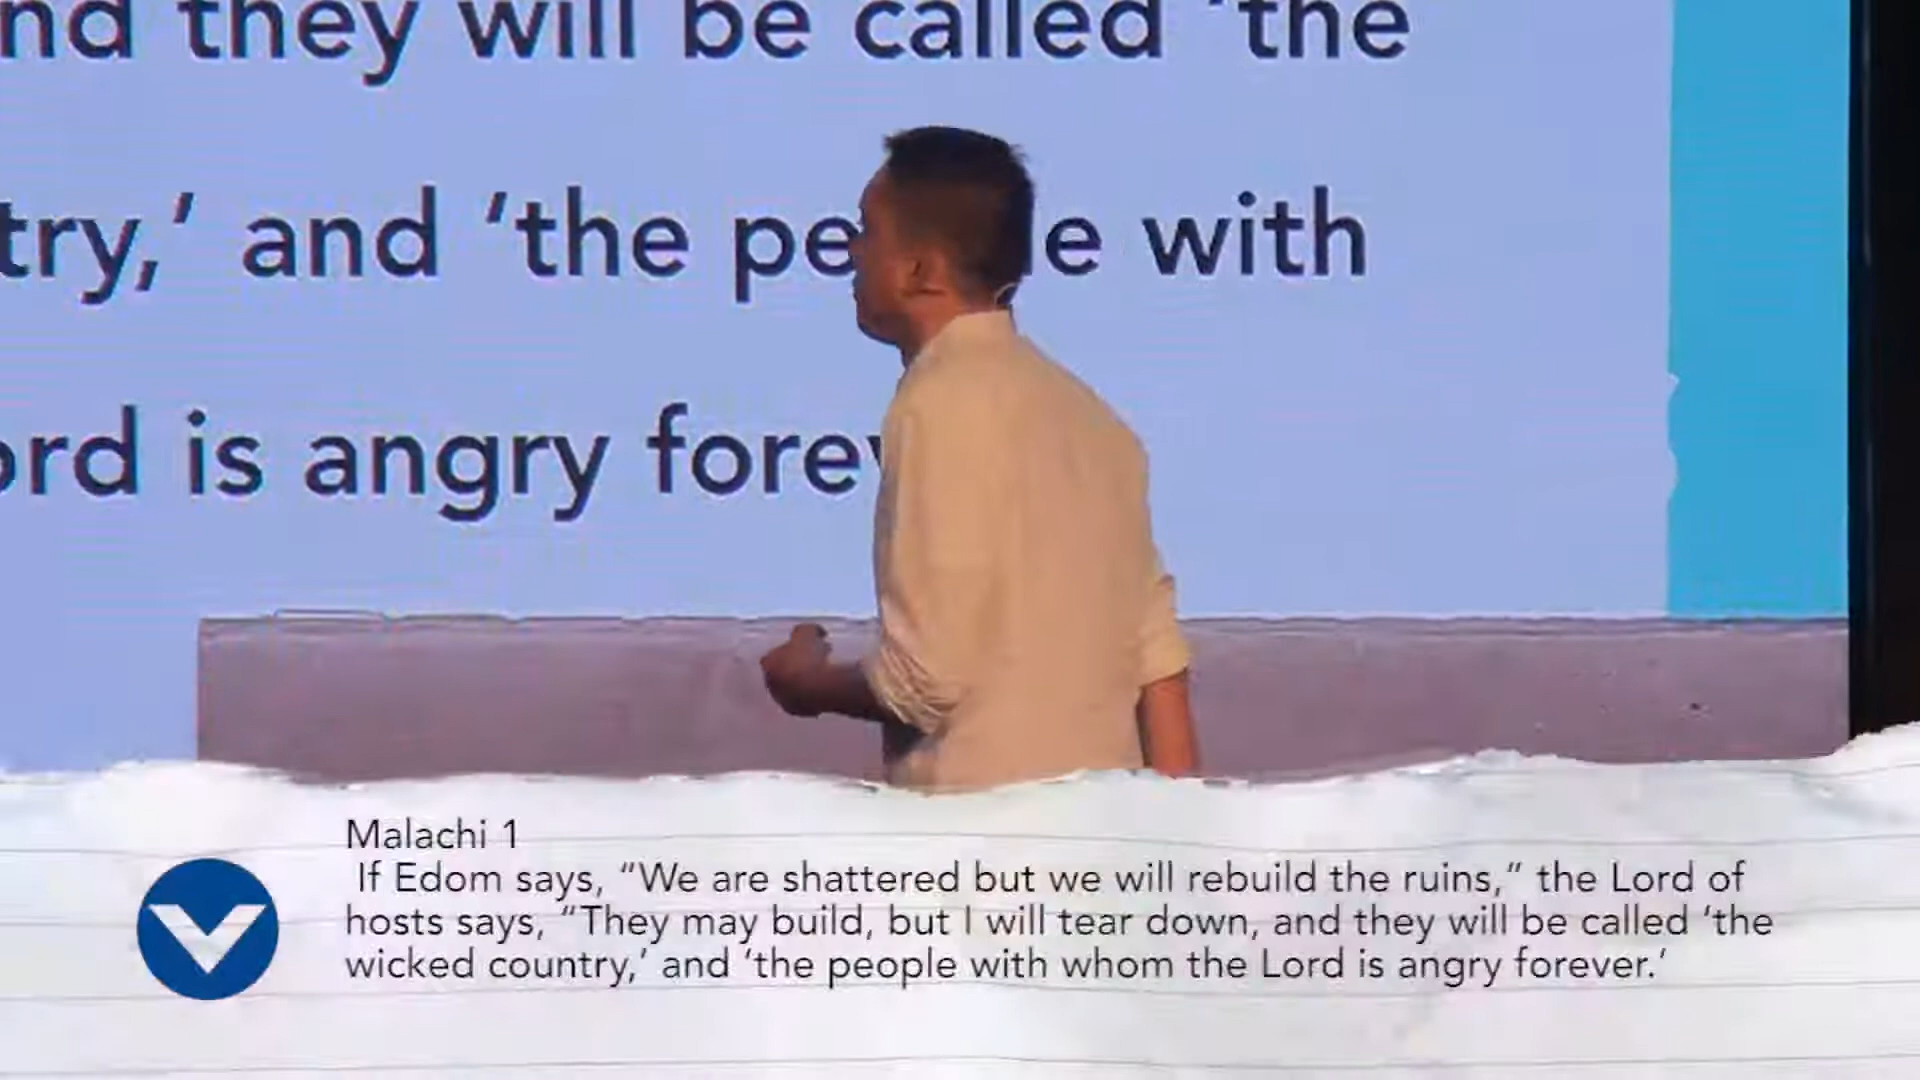 nd they will be called ‘the
try,’ and ‘the pe e with
ord is angry forev
Malachi 1
If Edom says, “We are shattered but we will rebuild the ruins,” the Lord of
hosts says, “They may build, but I will tear down, and they will be called ‘the
wicked country,’ and ‘the people with whom the Lord is angry forever.’